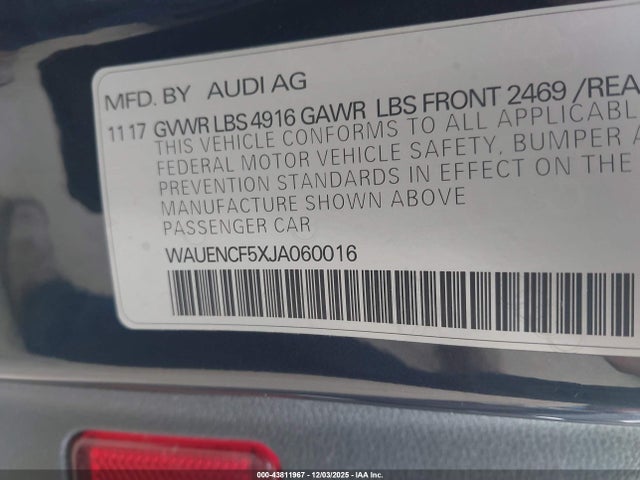 MFD. BY AUDI AG
11 17 GVWR LBS 4916 GAWR LBS FRONT 2469 /REA
THIS VEHICLE CONFORMS TO ALL APPLICABL
FEDERAL MOTOR VEHICLE SAFETY, BUMPER A
PREVENTION STANDARDS IN EFFECT ON THE
MANUFACTURE SHOWN ABOVE
PASSENGER CAR
WAUENCF5XJA060016
000-43811967 - 12/03/2025 - IAA Inc.